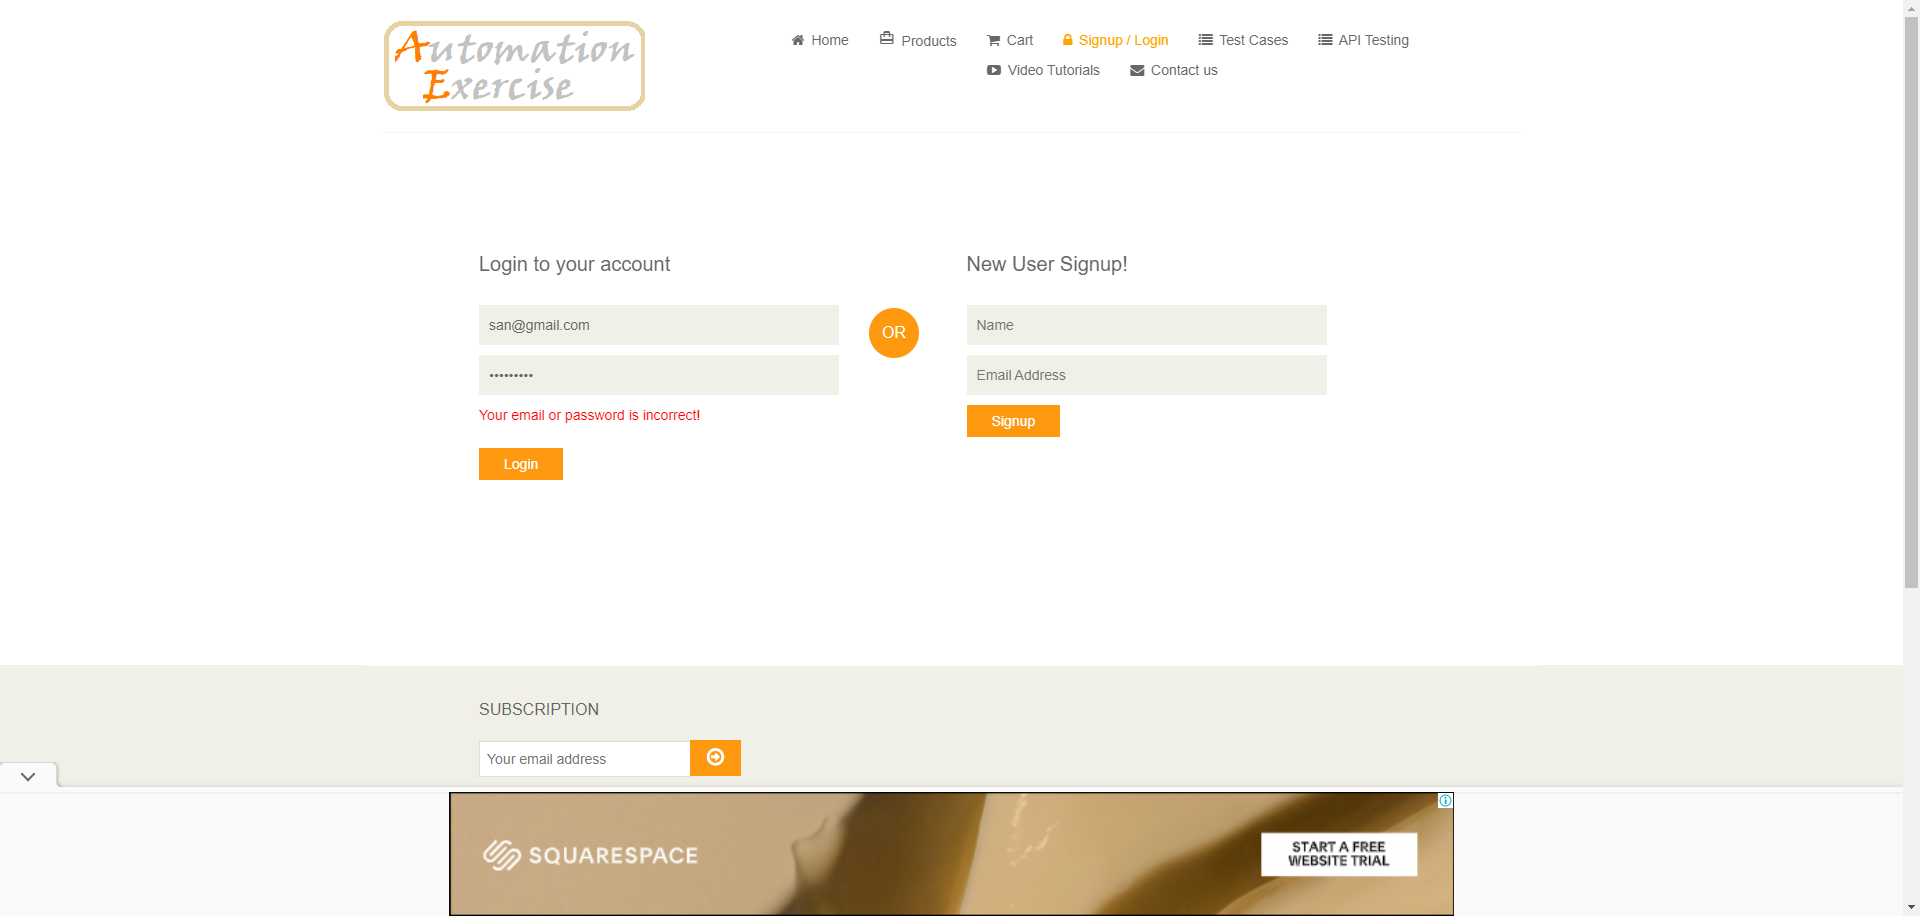 Automation
Exercise
Home
Products
Cart
Signup / Login
Test Cases
API Testing
Video Tutorials
Contact us
Login to your account
san@gmail.com
•••••••••
Your email or password is incorrect!
Login
OR
New User Signup!
Name
Email Address
Signup
SUBSCRIPTION
Your email address
SQUARESPACE
START A FREE
WEBSITE TRIAL